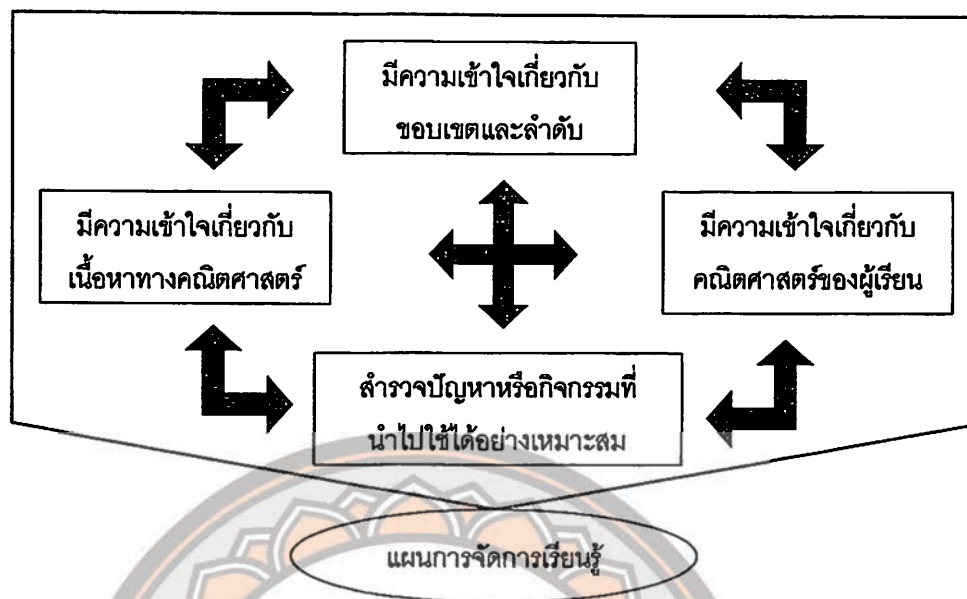 มีความเข้าใจเกี่ยวกับ
ขอบเขตและลำดับ
มีความเข้าใจเกี่ยวกับ
เนื้อหาทางคณิตศาสตร์
มีความเข้าใจเกี่ยวกับ
คณิตศาสตร์ของผู้เรียน
สำรวจปัญหาหรือกิจกรรมที่
นำไปใช้ได้อย่างเหมาะสม
แผนการจัดการเรียนรู้